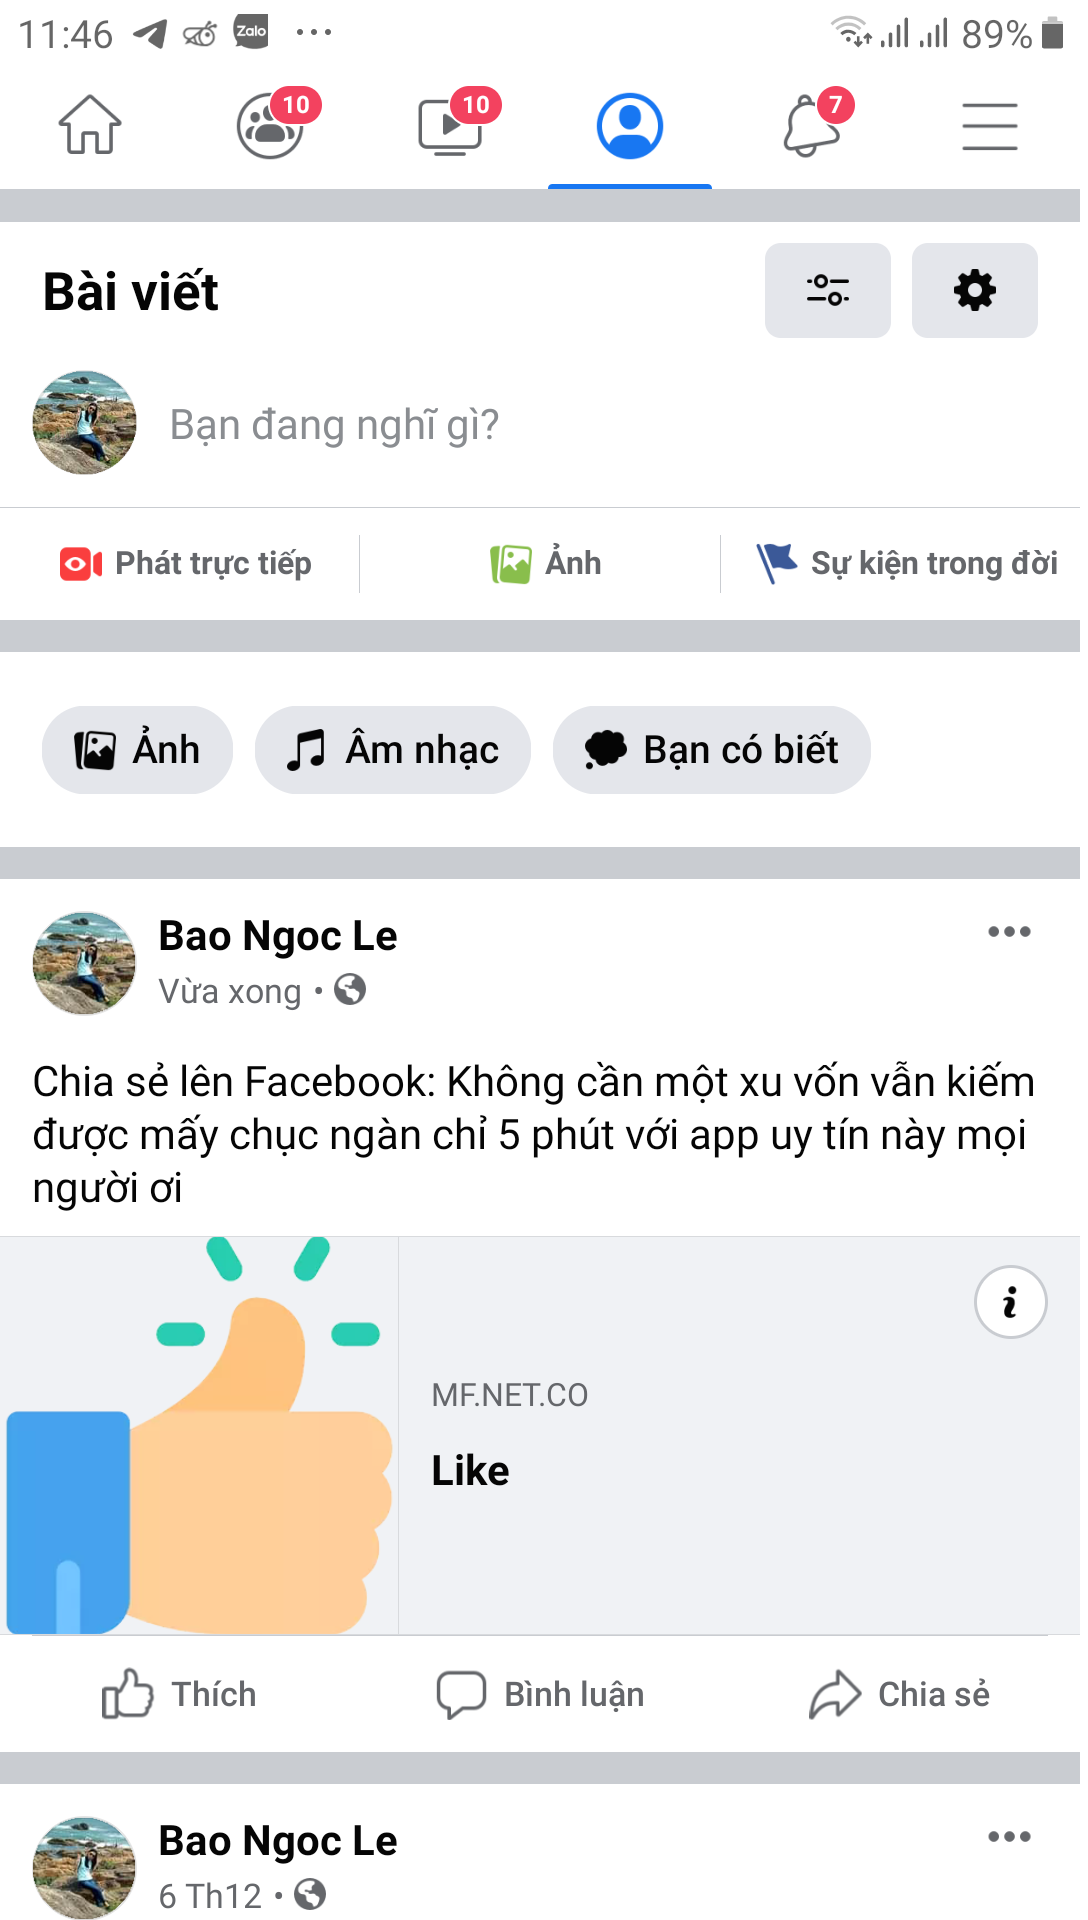 11:46 Zalo 89%
10 10 7
Bài viết
Bạn đang nghĩ gì?
Phát trực tiếp Ảnh Sự kiện trong đời
Ảnh Âm nhạc Bạn có biết
Bao Ngoc Le
Vừa xong
Chia sẻ lên Facebook: Không cần một xu vốn vẫn kiếm
được mấy chục ngàn chỉ 5 phút với app uy tín này mọi
người ơi
i
MF.NET.CO
Like
Thích Bình luận Chia sẻ
Bao Ngoc Le
6 Th12